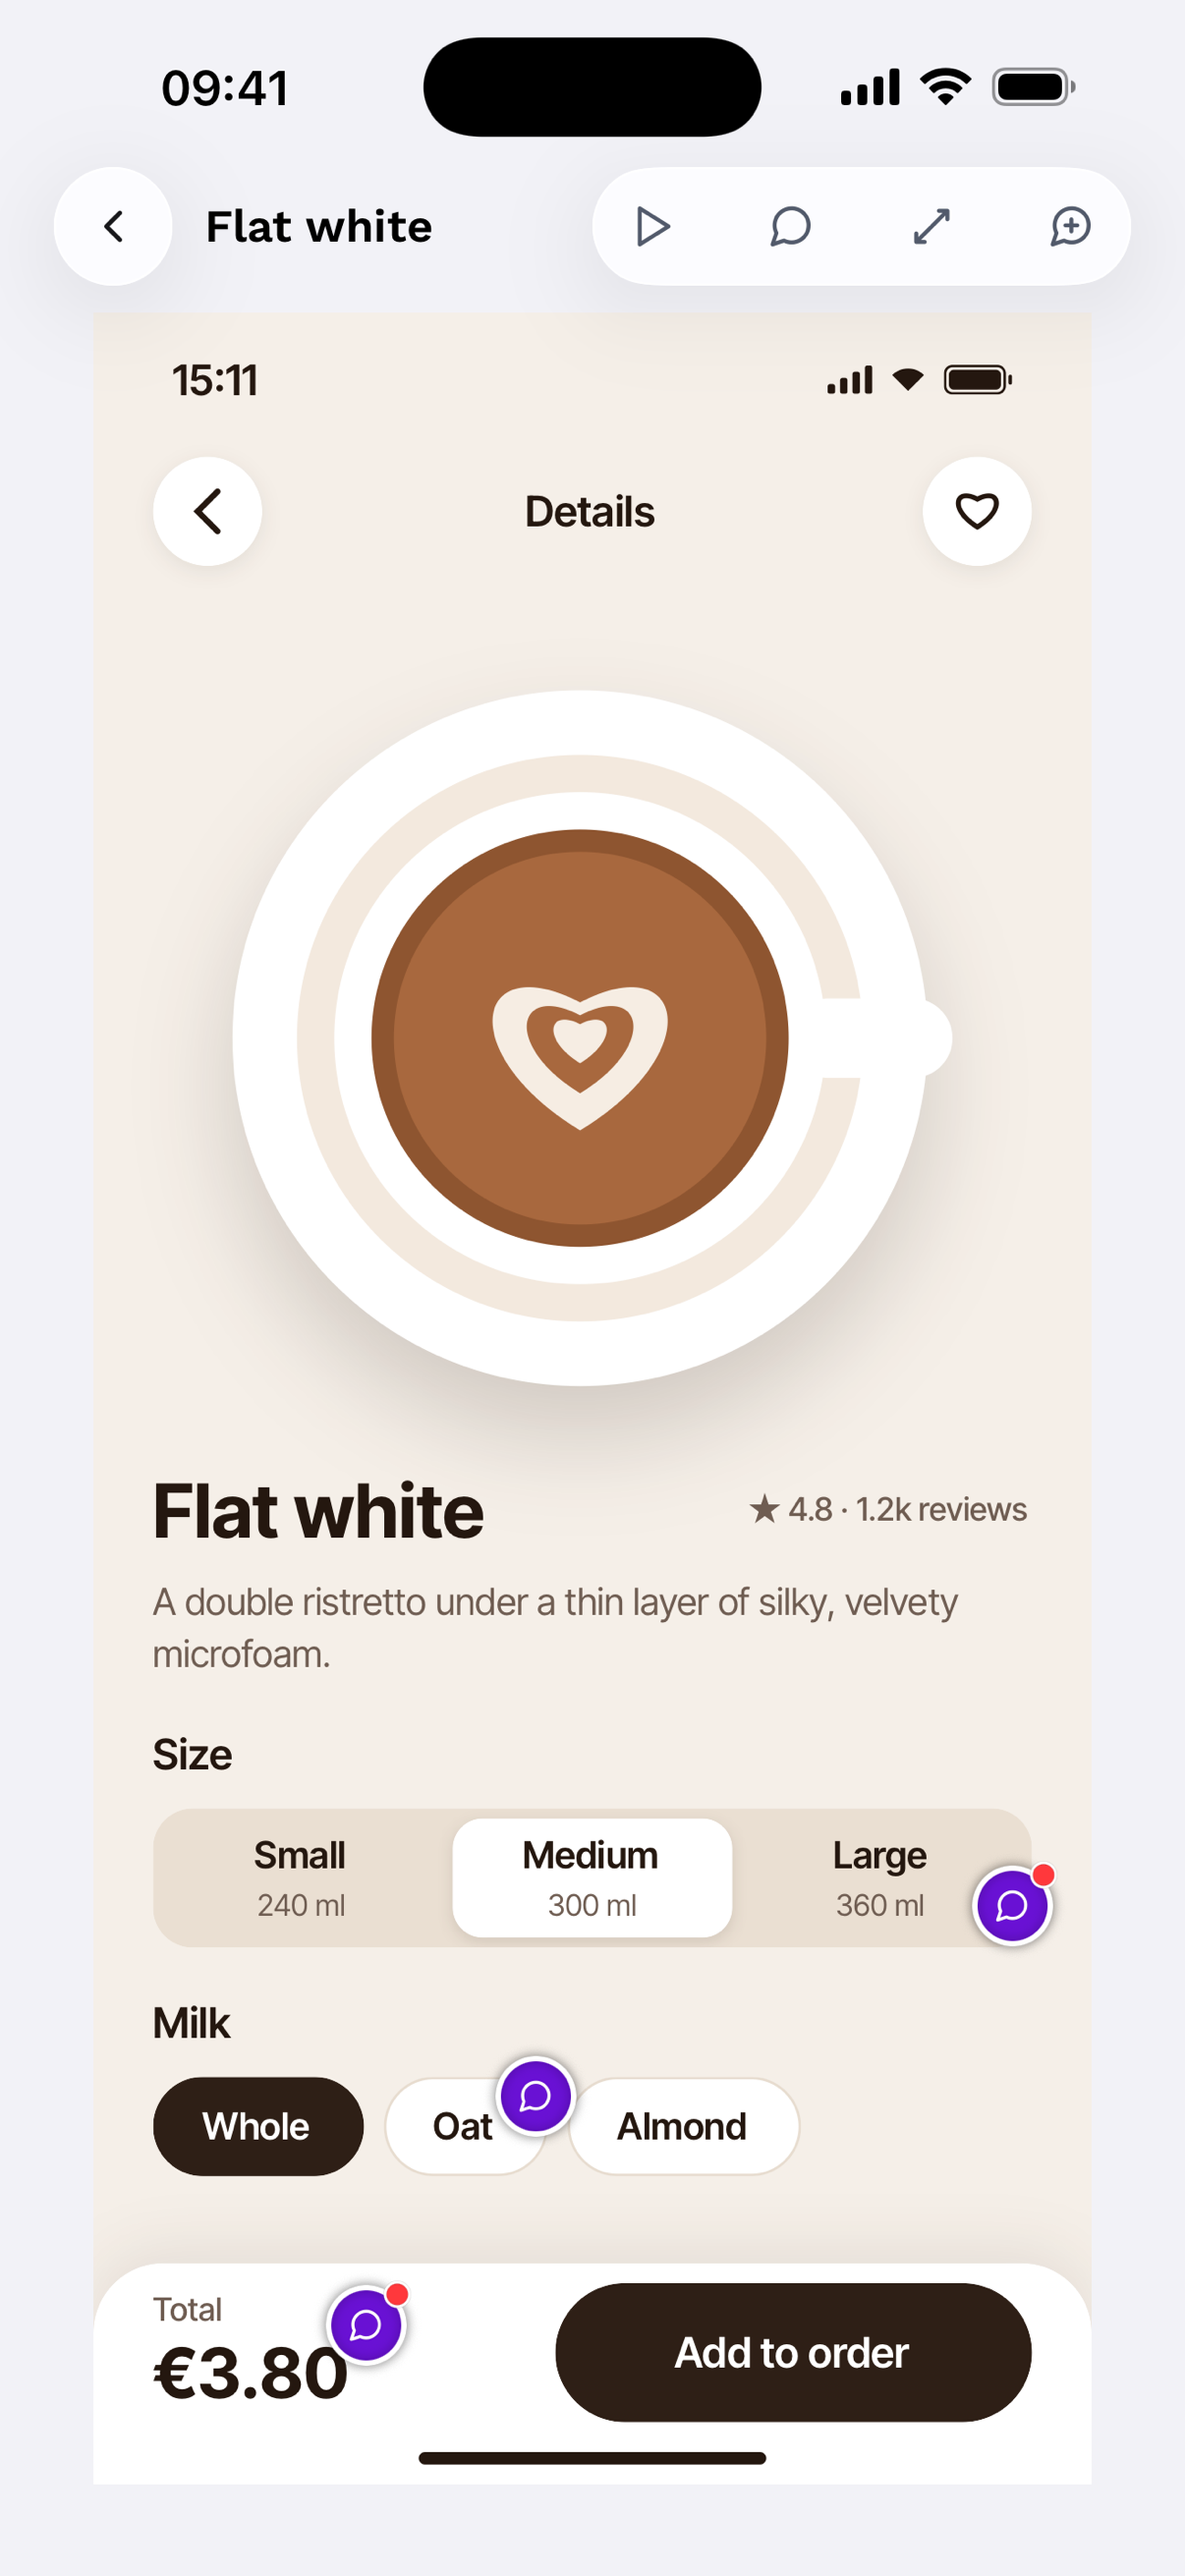 09:41
Flat white
15:11
Details
Flat white
★ 4.8 · 1.2k reviews
A double ristretto under a thin layer of silky, velvety
microfoam.
Size
Small
240 ml
Medium
300 ml
Large
360 ml
Milk
Whole
Oat
Almond
Total
€3.80
Add to order